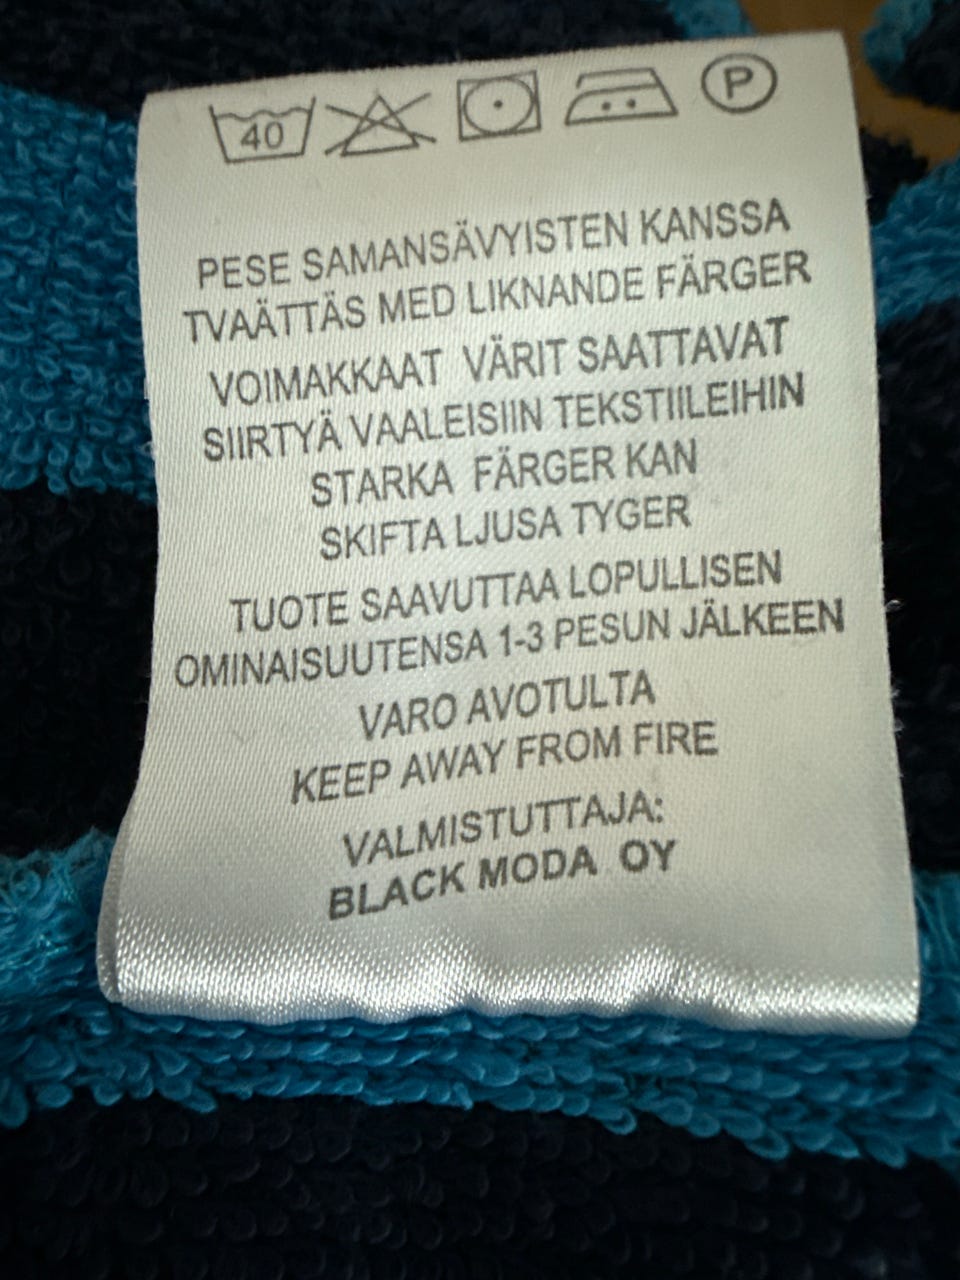 40 P
PESE SAMANSÄVYISTEN KANSSA
TVAÄTTÄS MED LIKNANDE FÄRGER
VOIMAKKAAT VÄRIT SAATTAVAT
SIIRTYÄ VAALEISIIN TEKSTIILEIHIN
STARKA FÄRGER KAN
SKIFTA LJUSA TYGER
TUOTE SAAVUTTAA LOPULLISEN
OMINAISUUTENSA 1-3 PESUN JÄLKEEN
VARO AVOTULTA
KEEP AWAY FROM FIRE
VALMISTUTTAJA:
BLACK MODA OY